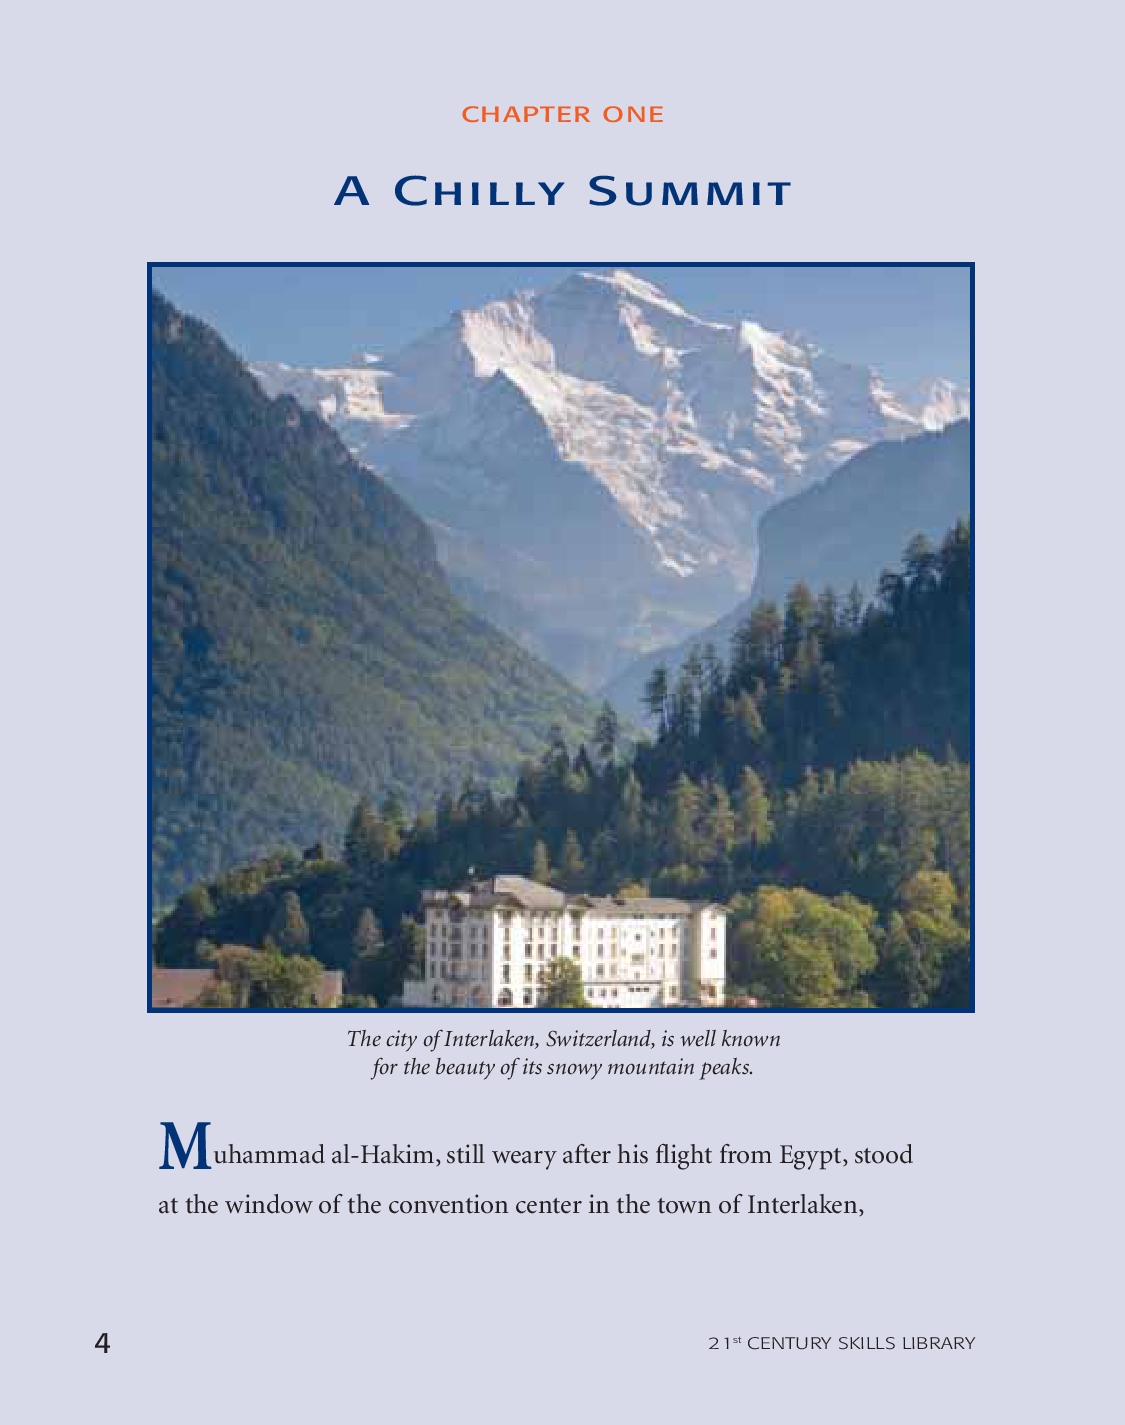 CHAPTER ONE
A CHILLY SUMMIT
The city of Interlaken, Switzerland, is well known
for the beauty of its snowy mountain peaks.
Muhammad al-Hakim, still weary after his flight from Egypt, stood
at the window of the convention center in the town of Interlaken,
4
21st CENTURY SKILLS LIBRARY